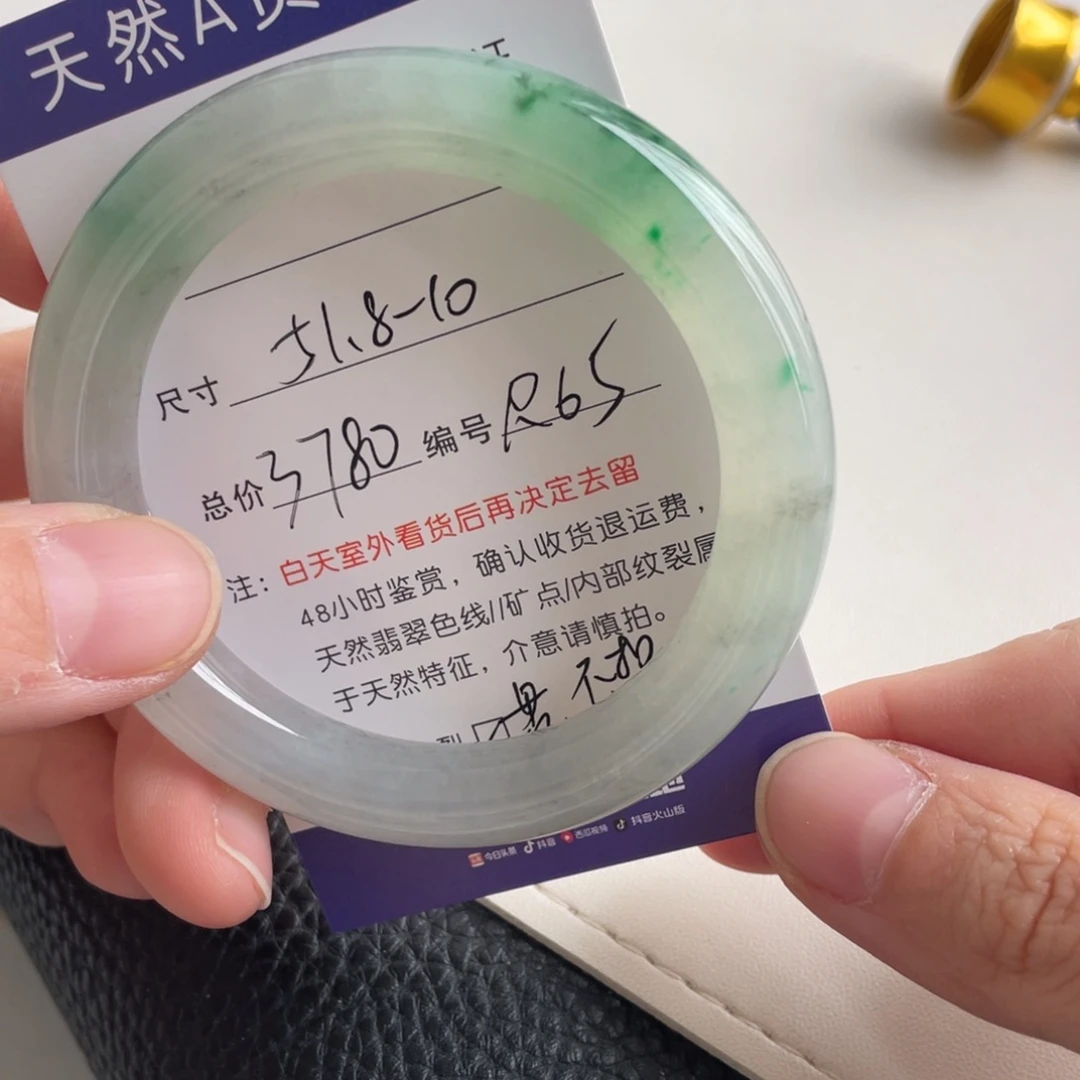 天然A货
证
尺寸 51.8-10
总价 3780 编号 R65
注：白天室外看货后再决定去留
48小时鉴赏，确认收货退运费，
天然翡翠色线//矿点/内部纹裂属
于天然特征，介意请慎拍。
裂
今日头条 抖音 西瓜视频 抖音火山版